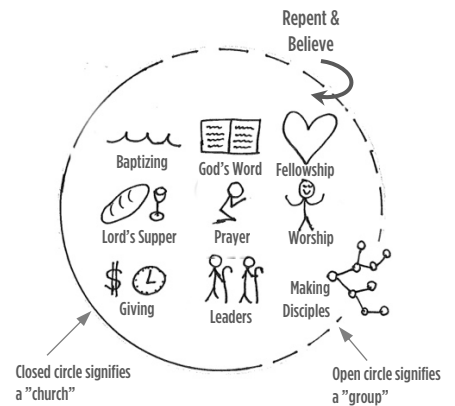 Repent &
Believe
Baptizing
God's Word
Fellowship
Lord's Supper
Prayer
Worship
$
Giving
Leaders
Making
Disciples
Closed circle signifies
a "church"
Open circle signifies
a "group"